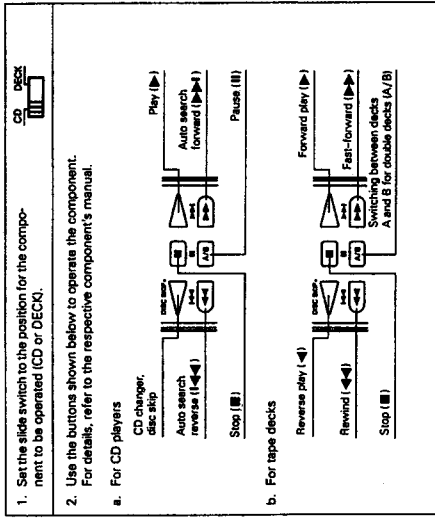 1. Set the slide switch to the position for the compo-
nent to be operated (CD or DECK).
CD DECK
2. Use the buttons shown below to operate the component.
For details, refer to the respective component's manual.
a. For CD players
CD changer,
disc skip
Auto search
reverse (I◀◀)
Stop (■)
DISC SKIP
A/B
Play (▶)
Auto search
forward (▶▶I)
Pause (II)
b. For tape decks
Reverse play (◀)
Rewind (◀◀)
Stop (■)
DISC SKIP
A/B
Forward play (▶)
Fast-forward (▶▶)
Switching between decks
A and B for double decks (A/B)